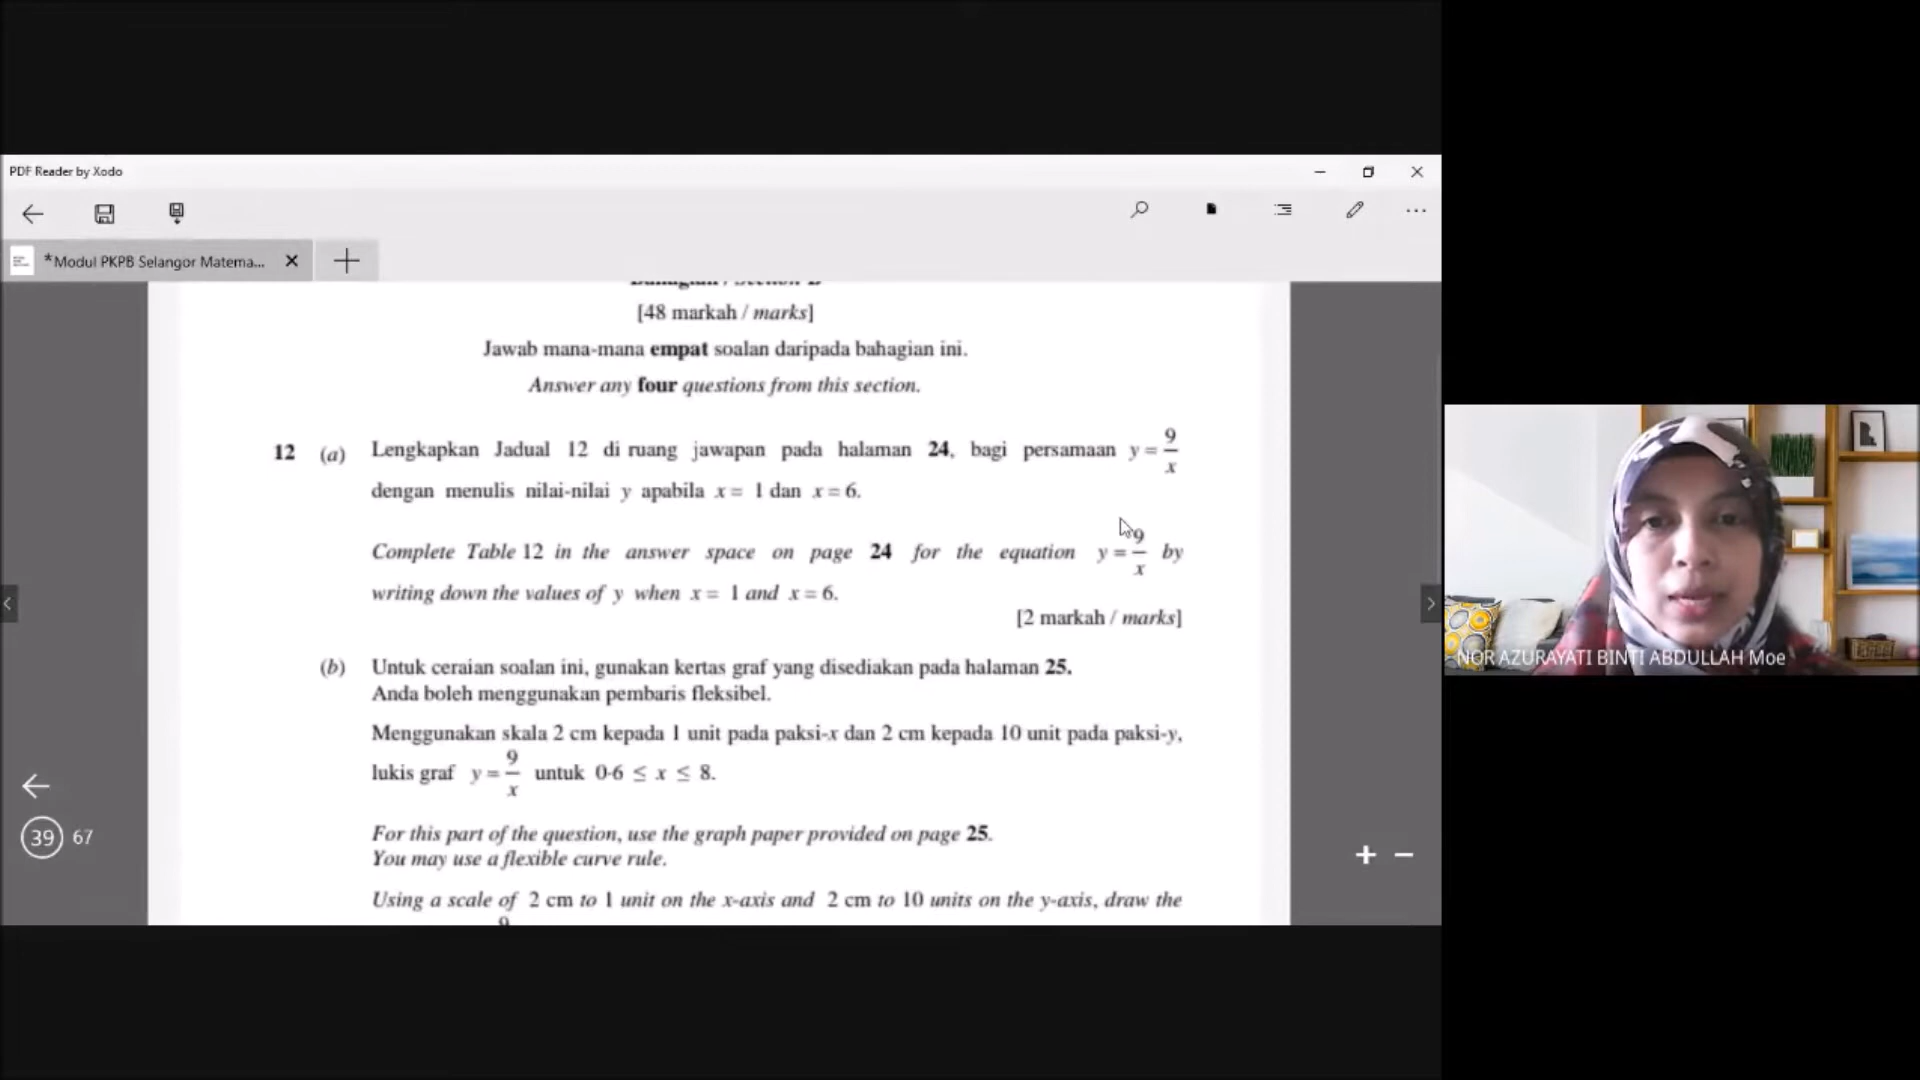 PDF Reader by Xodo
*Modul PKPB Selangor Matema...
[48 markah / marks]
Jawab mana-mana empat soalan daripada bahagian ini.
Answer any four questions from this section.
12 (a) Lengkapkan Jadual 12 di ruang jawapan pada halaman 24, bagi persamaan y = 9/x
dengan menulis nilai-nilai y apabila x = 1 dan x = 6.
Complete Table 12 in the answer space on page 24 for the equation y = 9/x by
writing down the values of y when x = 1 and x = 6.
[2 markah / marks]
(b) Untuk ceraian soalan ini, gunakan kertas graf yang disediakan pada halaman 25.
Anda boleh menggunakan pembaris fleksibel.
Menggunakan skala 2 cm kepada 1 unit pada paksi-x dan 2 cm kepada 10 unit pada paksi-y,
lukis graf y = 9/x untuk 0·6 ≤ x ≤ 8.
For this part of the question, use the graph paper provided on page 25.
You may use a flexible curve rule.
Using a scale of 2 cm to 1 unit on the x-axis and 2 cm to 10 units on the y-axis, draw the
39 67
NOR AZURAYATI BINTI ABDULLAH Moe